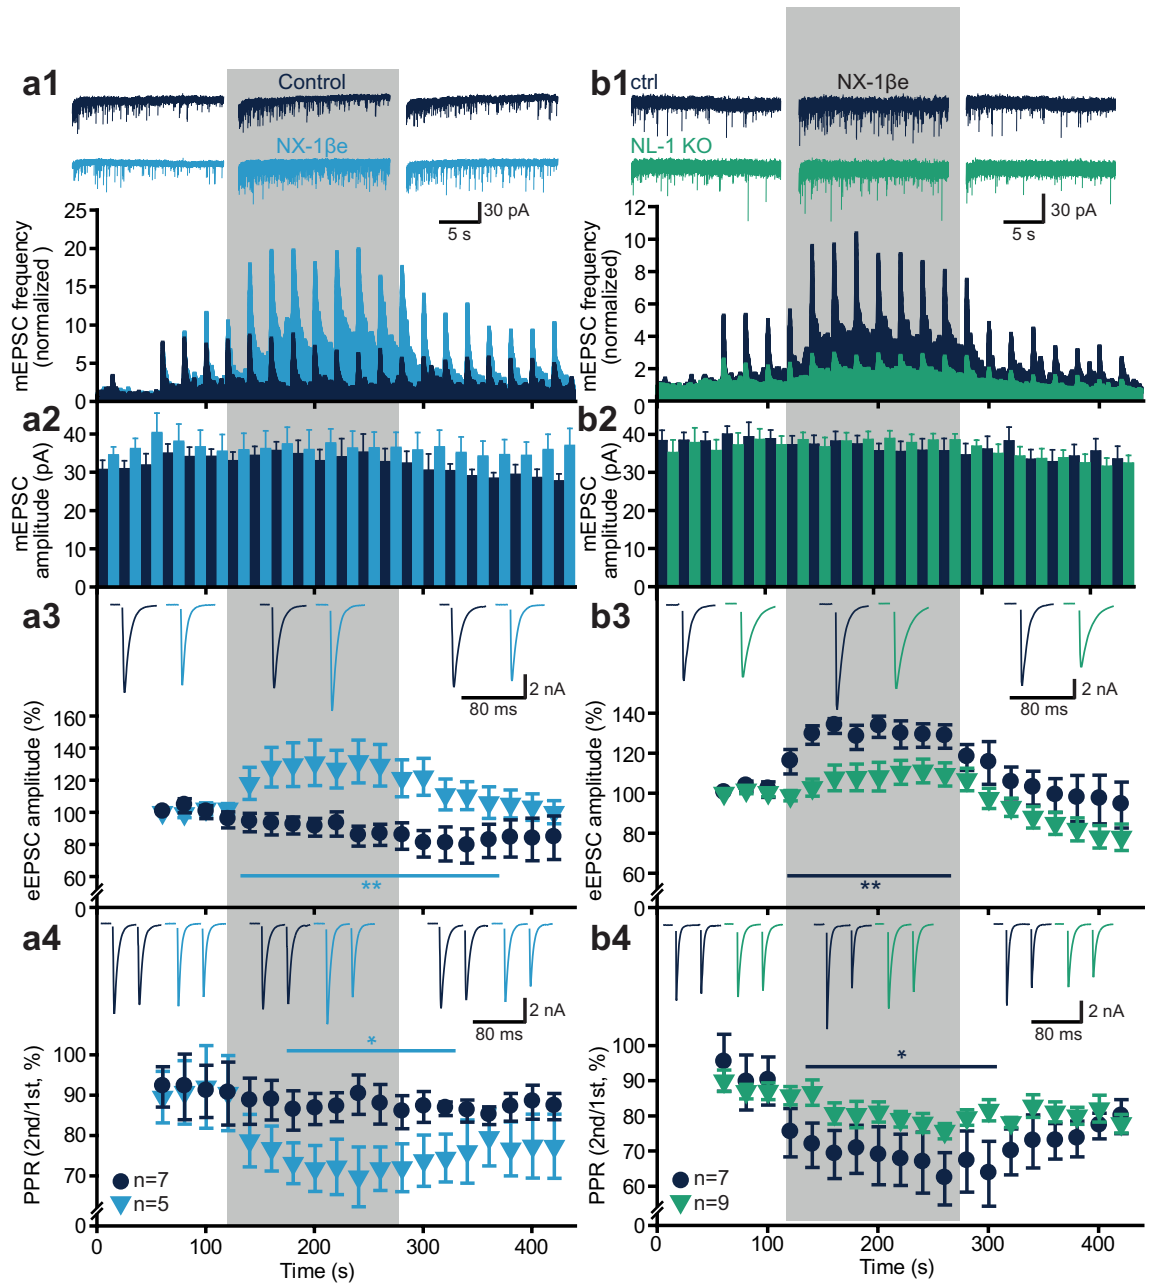 a1
Control
NX-1βe
30 pA
5 s
mEPSC frequency
(normalized )
25
20
15
10
5
0
a2
mEPSC
amplitude (pA)
40
30
20
10
0
a3
2 nA
80 ms
eEPSC amplitude (%)
160
140
120
100
80
60
0
**
a4
2 nA
80 ms
PPR (2nd/1st, %)
100
90
80
70
0
*
n=7
n=5
0 100 200 300 400
Time (s)
b1
ctrl
NX-1βe
NL-1 KO
30 pA
5 s
mEPSC frequency
(normalized)
12
10
8
6
4
2
0
b2
mEPSC
amplitude (pA)
40
30
20
10
0
b3
2 nA
80 ms
eEPSC amplitude (%)
140
120
100
80
60
0
**
b4
2 nA
80 ms
PPR (2nd/1st, %)
100
90
80
70
60
0
*
n=7
n=9
0 100 200 300 400
Time (s)